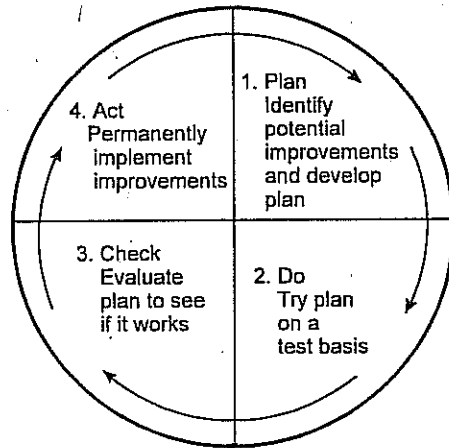 1. Plan
Identify
potential
improvements
and develop
plan
2. Do
Try plan
on a
test basis
3. Check
Evaluate
plan to see
if it works
4. Act
Permanently
implement
improvements